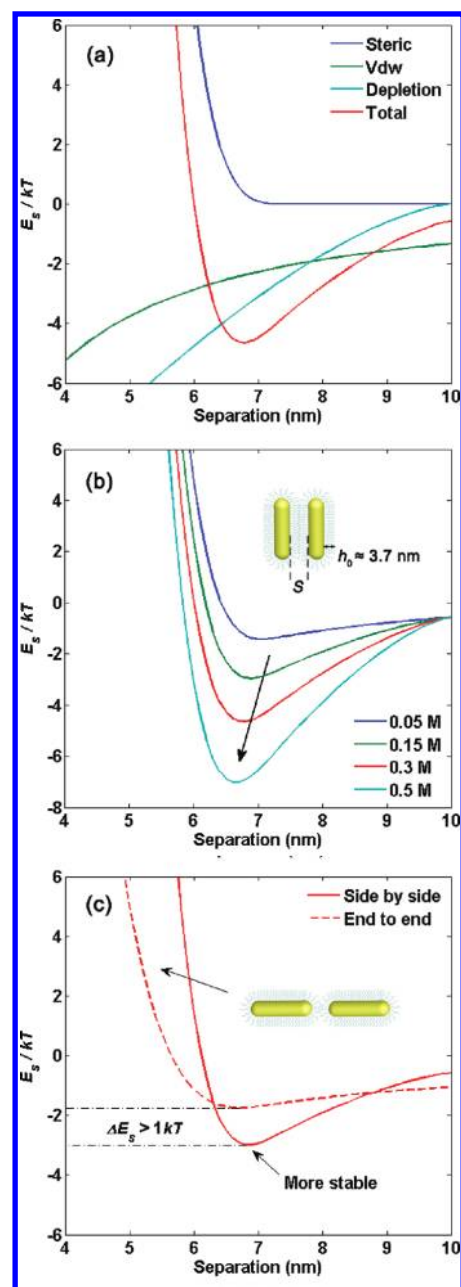 (a)
Steric
Vdw
Depletion
Total
6
4
2
0
-2
-4
-6
E_s / kT
4 5 6 7 8 9 10
Separation (nm)
(b)
h_0 ≈ 3.7 nm
S
6
4
2
0
-2
-4
-6
-8
E_s / kT
0.05 M
0.15 M
0.3 M
0.5 M
4 5 6 7 8 9 10
Separation (nm)
(c)
Side by side
End to end
6
4
2
0
-2
-4
-6
E_s / kT
ΔE_s > 1kT
More stable
4 5 6 7 8 9 10
Separation (nm)